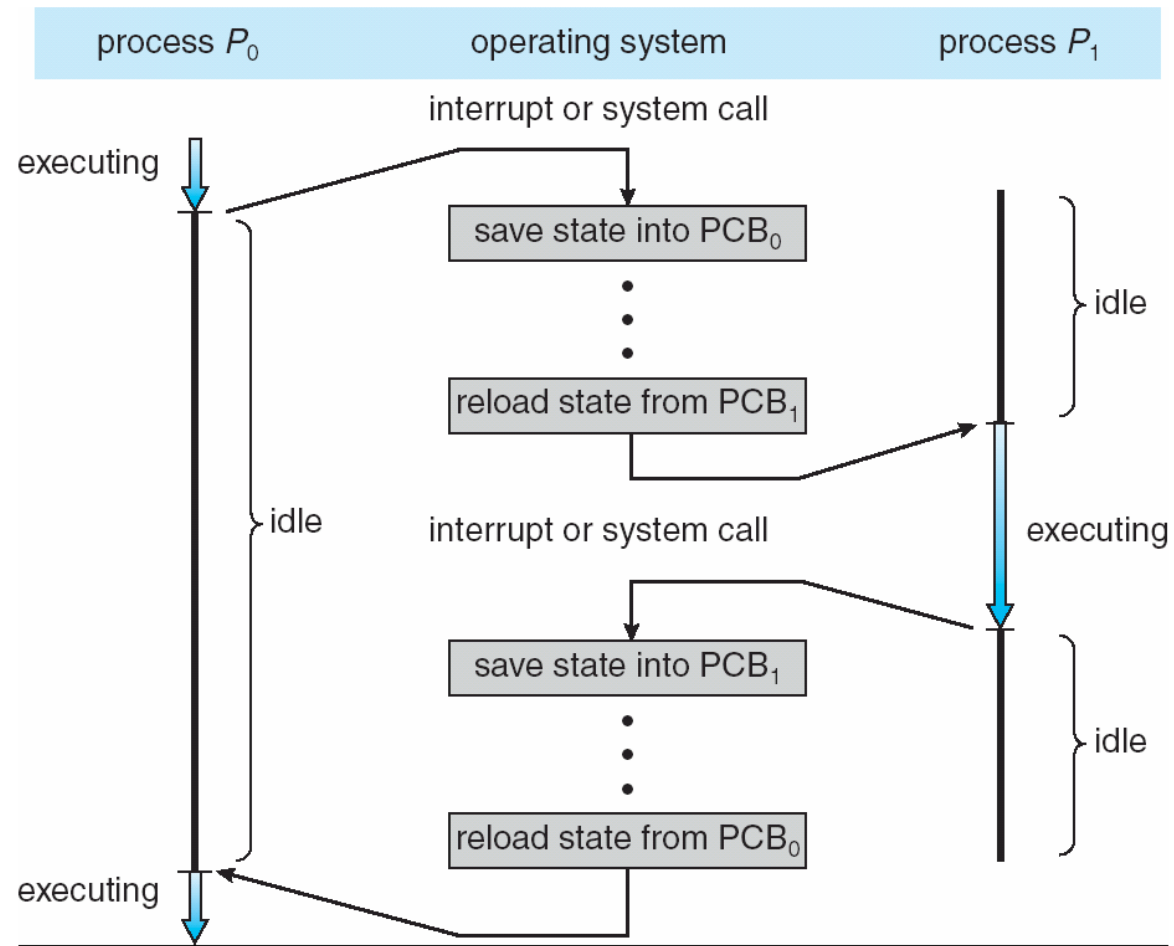 process P₀ operating system process P₁
interrupt or system call
executing
save state into PCB₀
idle
reload state from PCB₁
idle
interrupt or system call
executing
save state into PCB₁
idle
reload state from PCB₀
executing